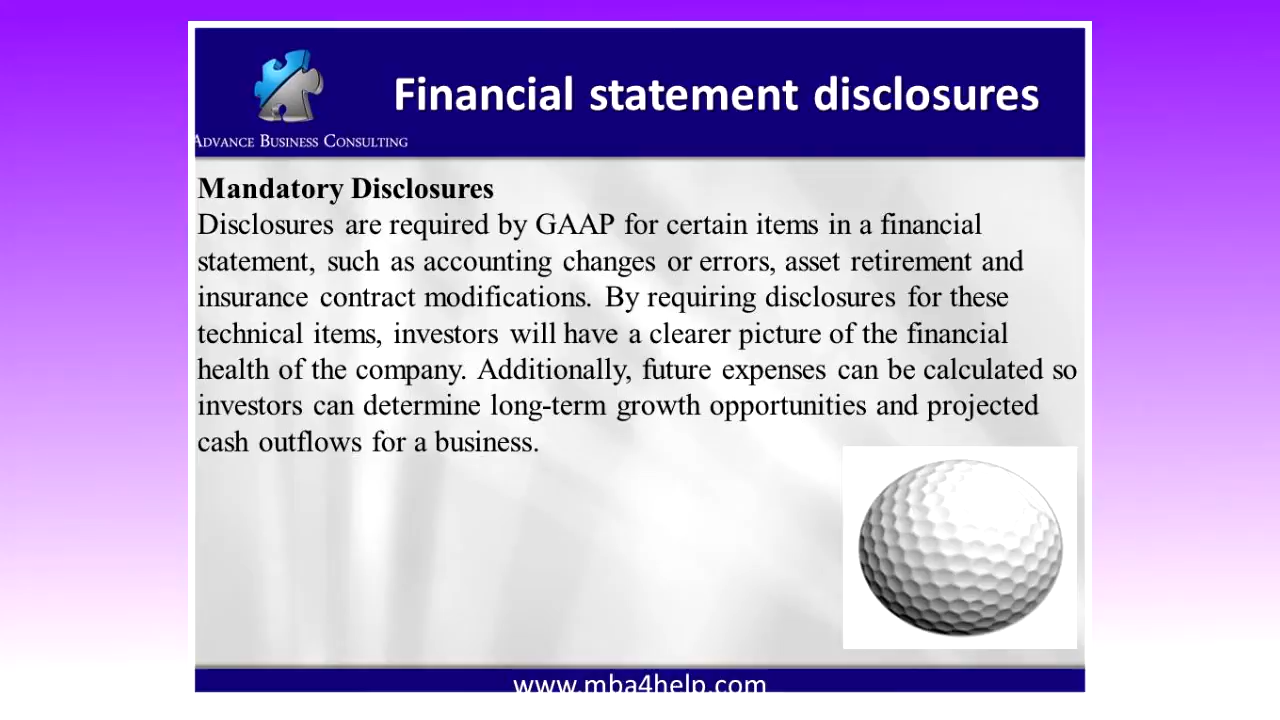 Financial statement disclosures
ADVANCE BUSINESS CONSULTING
Mandatory Disclosures
Disclosures are required by GAAP for certain items in a financial
statement, such as accounting changes or errors, asset retirement and
insurance contract modifications. By requiring disclosures for these
technical items, investors will have a clearer picture of the financial
health of the company. Additionally, future expenses can be calculated so
investors can determine long-term growth opportunities and projected
cash outflows for a business.
www.mba4help.com